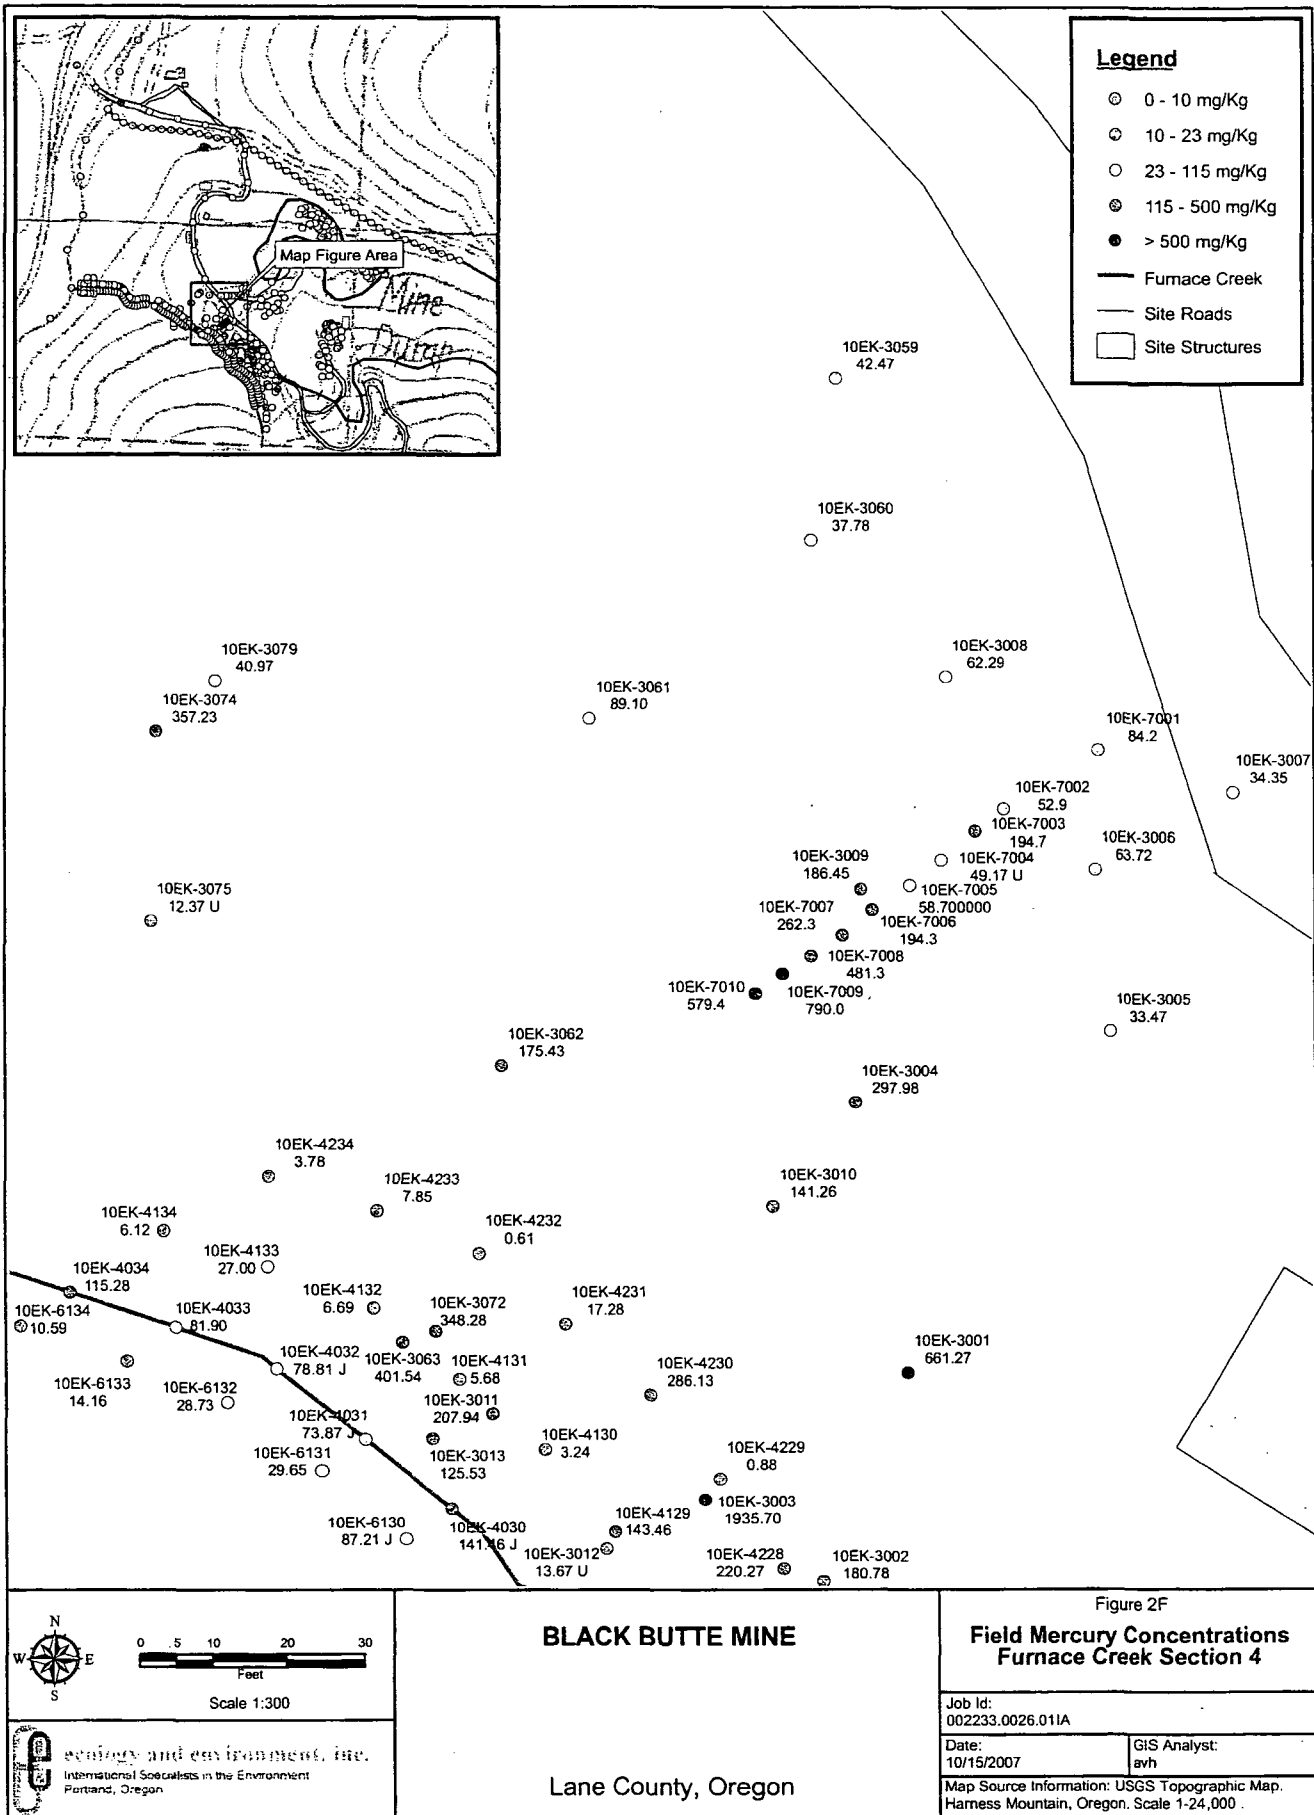 Map Figure Area
Mine
Dump
Legend
0 - 10 mg/Kg
10 - 23 mg/Kg
23 - 115 mg/Kg
115 - 500 mg/Kg
> 500 mg/Kg
Furnace Creek
Site Roads
Site Structures
10EK-3059
42.47
10EK-3060
37.78
10EK-3079
40.97
10EK-3074
357.23
10EK-3061
89.10
10EK-3008
62.29
10EK-7001
84.2
10EK-3007
34.35
10EK-7002
52.9
10EK-7003
194.7
10EK-3006
63.72
10EK-7004
49.17 U
10EK-3009
186.45
10EK-7005
58.700000
10EK-3075
12.37 U
10EK-7007
262.3
10EK-7006
194.3
10EK-7008
481.3
10EK-7010
579.4
10EK-7009
790.0
10EK-3005
33.47
10EK-3062
175.43
10EK-3004
297.98
10EK-4234
3.78
10EK-4233
7.85
10EK-3010
141.26
10EK-4134
6.12
10EK-4232
0.61
10EK-4133
27.00
10EK-4034
115.28
10EK-4132
6.69
10EK-3072
348.28
10EK-4231
17.28
10EK-6134
10.59
10EK-4033
81.90
10EK-3001
661.27
10EK-4032
78.81 J
10EK-3063
401.54
10EK-4131
5.68
10EK-4230
286.13
10EK-6133
14.16
10EK-6132
28.73
10EK-3011
207.94
10EK-4031
73.87 J
10EK-4130
3.24
10EK-3013
125.53
10EK-6131
29.65
10EK-4229
0.88
10EK-3003
1935.70
10EK-4129
143.46
10EK-6130
87.21 J
10EK-4030
141.46 J
10EK-3012
13.67 U
10EK-4228
220.27
10EK-3002
180.78
N
W E
S
0 5 10 20 30
Feet
Scale 1:300
ecology and environment, inc.
International Specialists in the Environment
Portland, Oregon
BLACK BUTTE MINE
Lane County, Oregon
Figure 2F
Field Mercury Concentrations
Furnace Creek Section 4
Job Id:
002233.0026.01IA
Date:
10/15/2007
GIS Analyst:
avh
Map Source Information: USGS Topographic Map.
Harness Mountain, Oregon. Scale 1-24,000 .